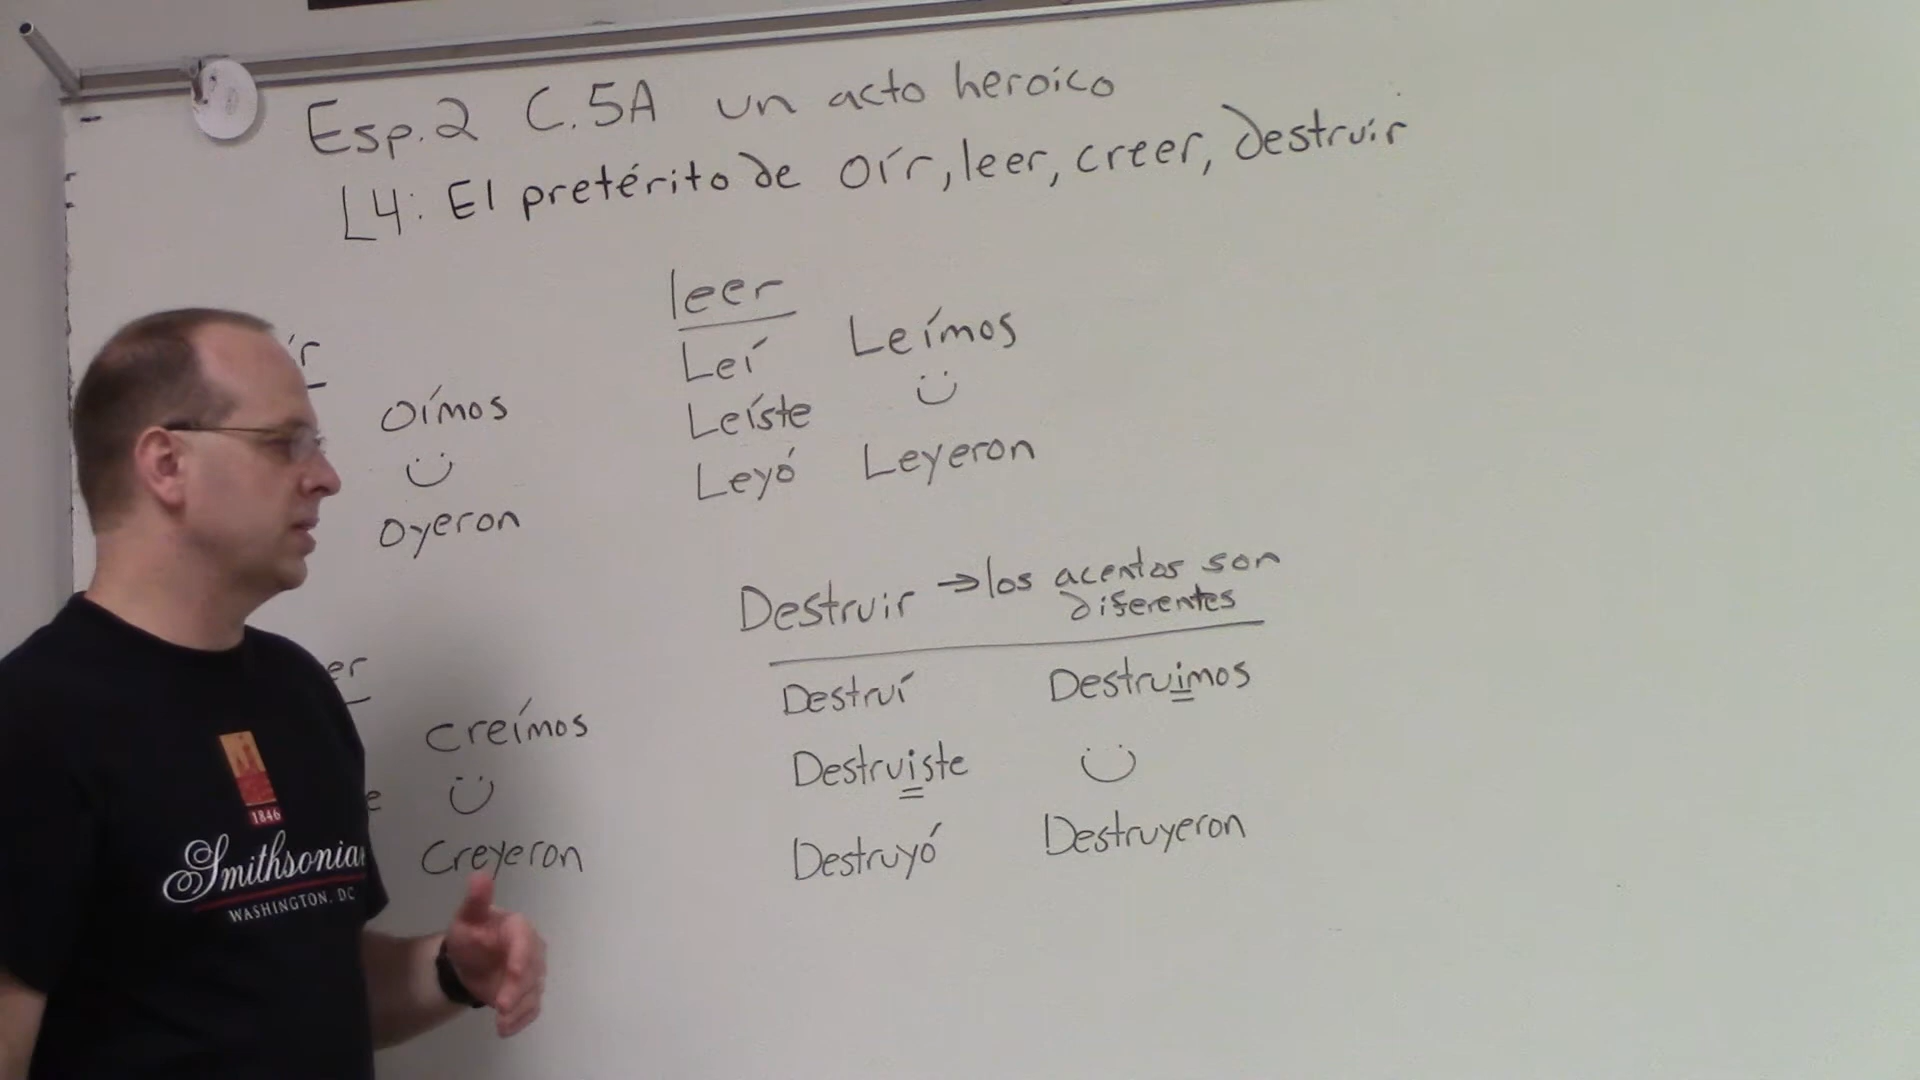 Esp.2 C.5A un acto heroico
L4: El pretérito de oír, leer, creer, destruir
ír
oímos
oyeron
leer
Leí Leímos
Leíste
Leyó Leyeron
er
creímos
e
creyeron
Destruir → los acentos son
diferentes
Destruí Destruimos
Destruiste
Destruyó Destruyeron
1846
Smithsonian
WASHINGTON, DC